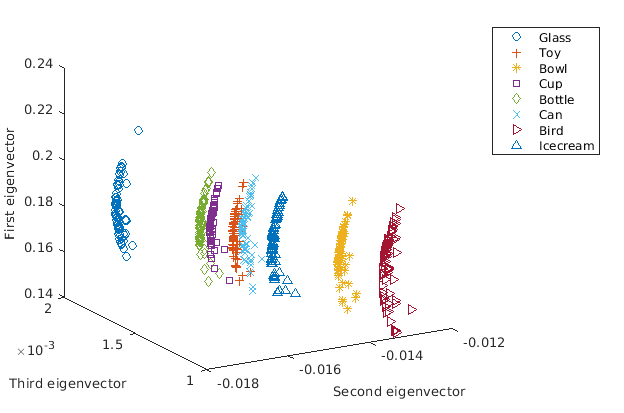 Glass
Toy
Bowl
Cup
Bottle
Can
Bird
Icecream
First eigenvector
0.24
0.22
0.2
0.18
0.16
0.14
2
1.5
1
×10⁻³
Third eigenvector
-0.018
-0.016
-0.014
-0.012
Second eigenvector